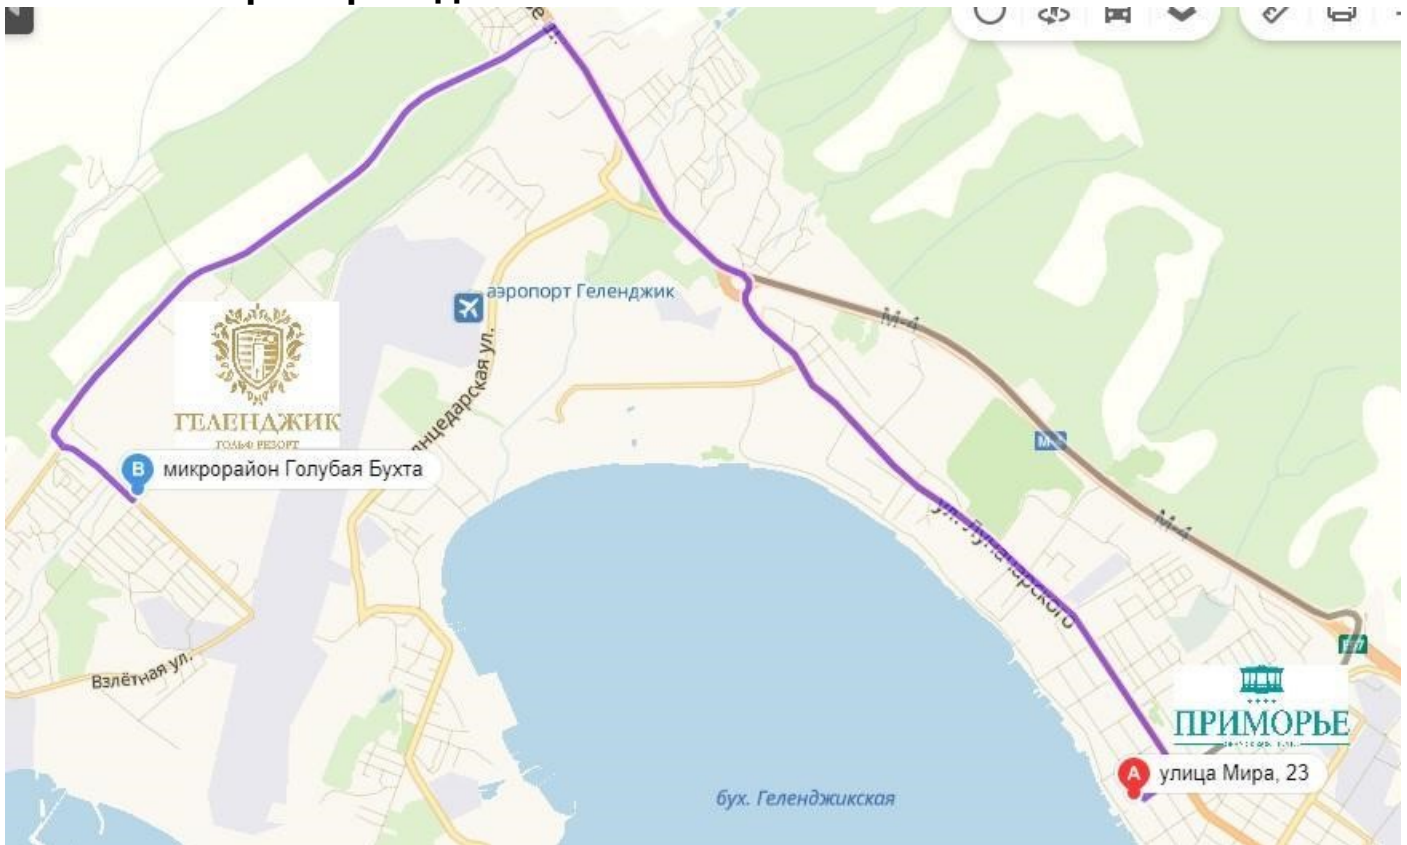 аэропорт Геленджик
М-4
ГЕЛЕНДЖИК
ГОЛЬФ РЕЗОРТ
B
микрорайон Голубая Бухта
М-4
ул. Луначарского
Взлётная ул.
ПРИМОРЬЕ
A
улица Мира, 23
бух. Геленджикская